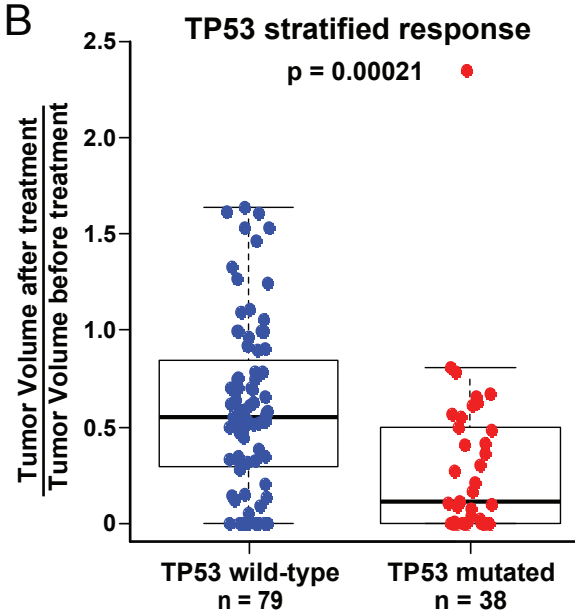 B
TP53 stratified response
p = 0.00021
Tumor Volume after treatment
Tumor Volume before treatment
2.5
2.0
1.5
1.0
0.5
0
TP53 wild-type
n = 79
TP53 mutated
n = 38